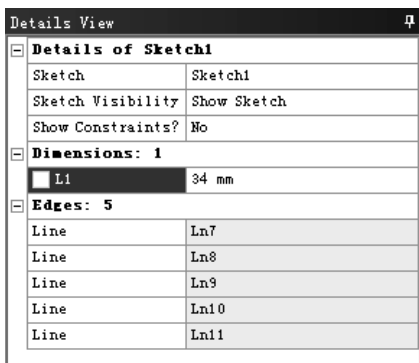 Details View
Details of Sketch1
Sketch Sketch1
Sketch Visibility Show Sketch
Show Constraints? No
Dimensions: 1
L1 34 mm
Edges: 5
Line Ln7
Line Ln8
Line Ln9
Line Ln10
Line Ln11